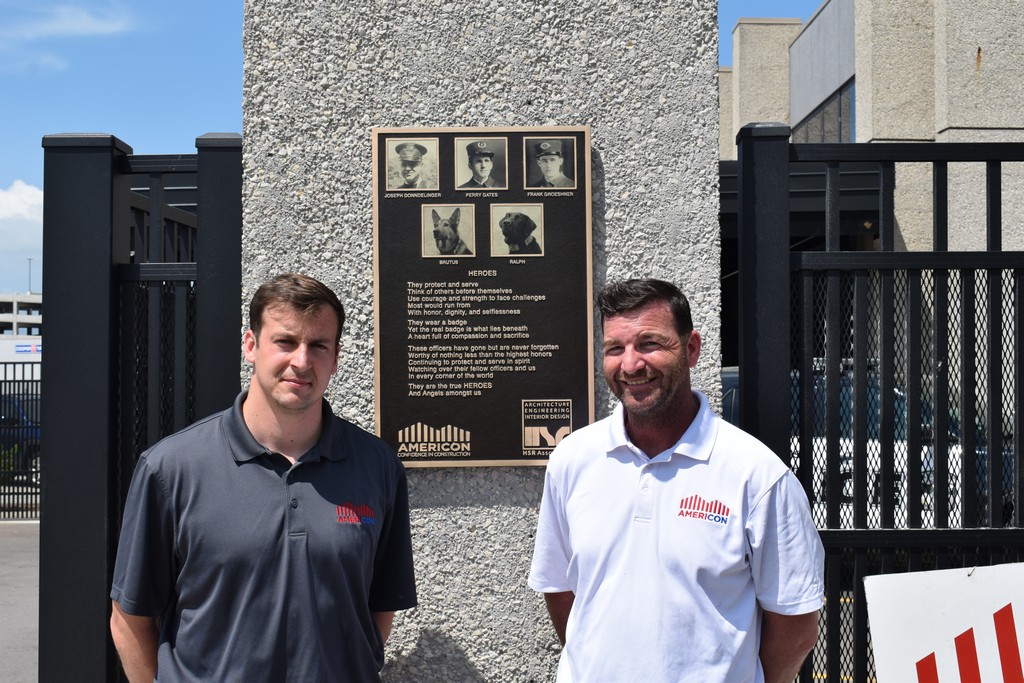 JOSEPH DONNDELINGER
PERRY GATES
FRANK GROESHNER
BRUTUS
RALPH
HEROES
They protect and serve
Think of others before themselves
Use courage and strength to face challenges
Most would run from
With honor, dignity, and selflessness
They wear a badge
Yet the real badge is what lies beneath
A heart full of compassion and sacrifice
These officers have gone but are never forgotten
Worthy of nothing less than the highest honors
Continuing to protect and serve in spirit
Watching over their fellow officers and us
In every corner of the world
They are the true HEROES
And Angels amongst us
AMERICON
CONFIDENCE IN CONSTRUCTION
ARCHITECTURE
ENGINEERING
INTERIOR DESIGN
HSR Asso
AMERICON
AMERICON